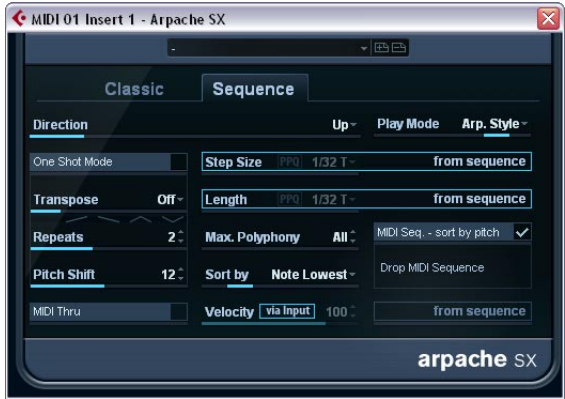 MIDI 01 Insert 1 - Arpache SX
-
Classic Sequence
Direction Up Play Mode Arp. Style
One Shot Mode Step Size PPQ 1/32 T from sequence
Transpose Off Length PPQ 1/32 T from sequence
Repeats 2 Max. Polyphony All MIDI Seq. - sort by pitch
Pitch Shift 12 Sort by Note Lowest Drop MIDI Sequence
MIDI Thru Velocity via Input 100 from sequence
arpache SX